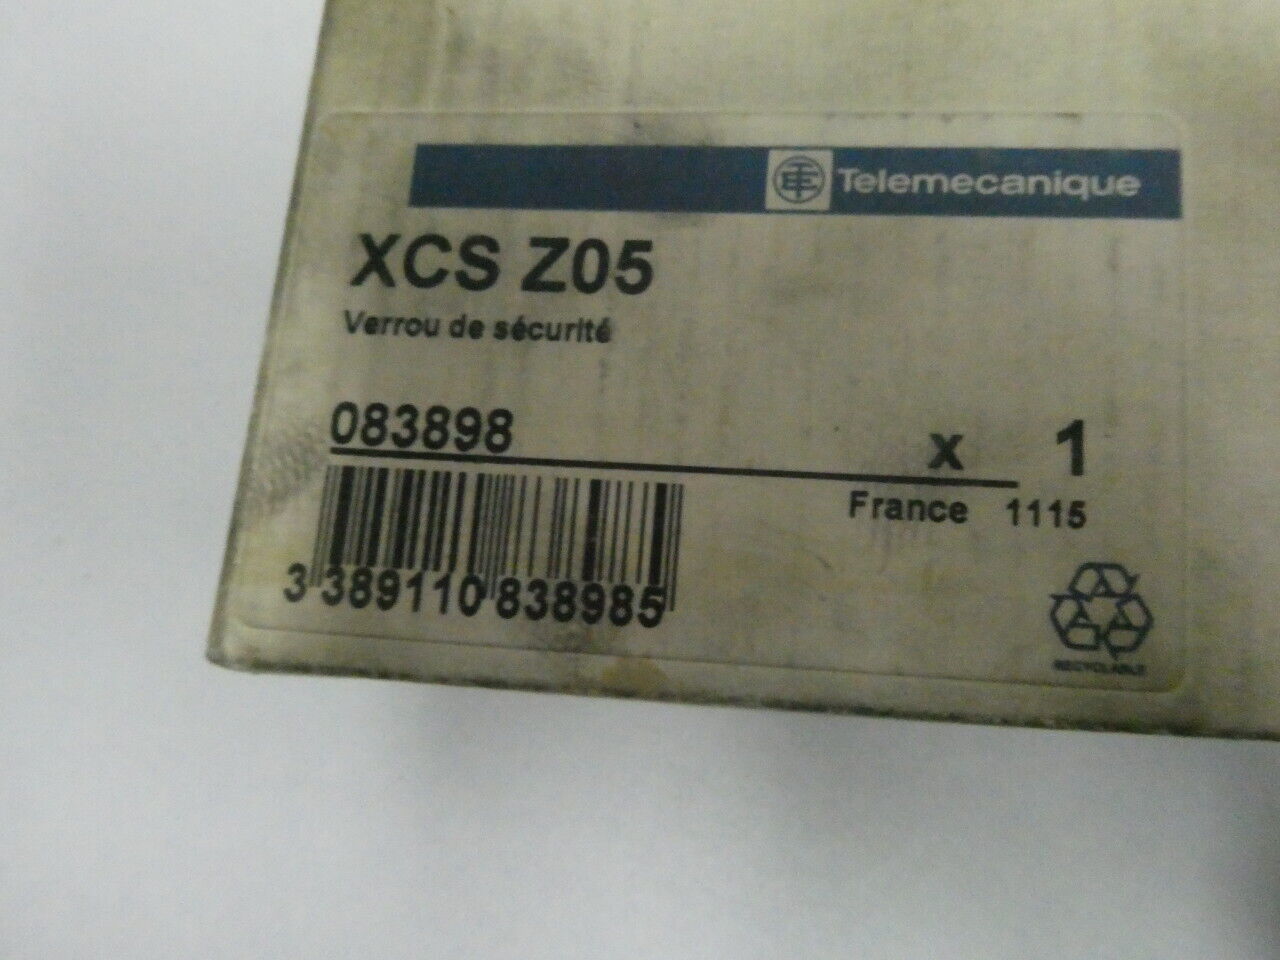 Telemecanique
XCS Z05
Verrou de sécurité
083898
x 1
France 1115
3 389110 838985
RECYCLABLE